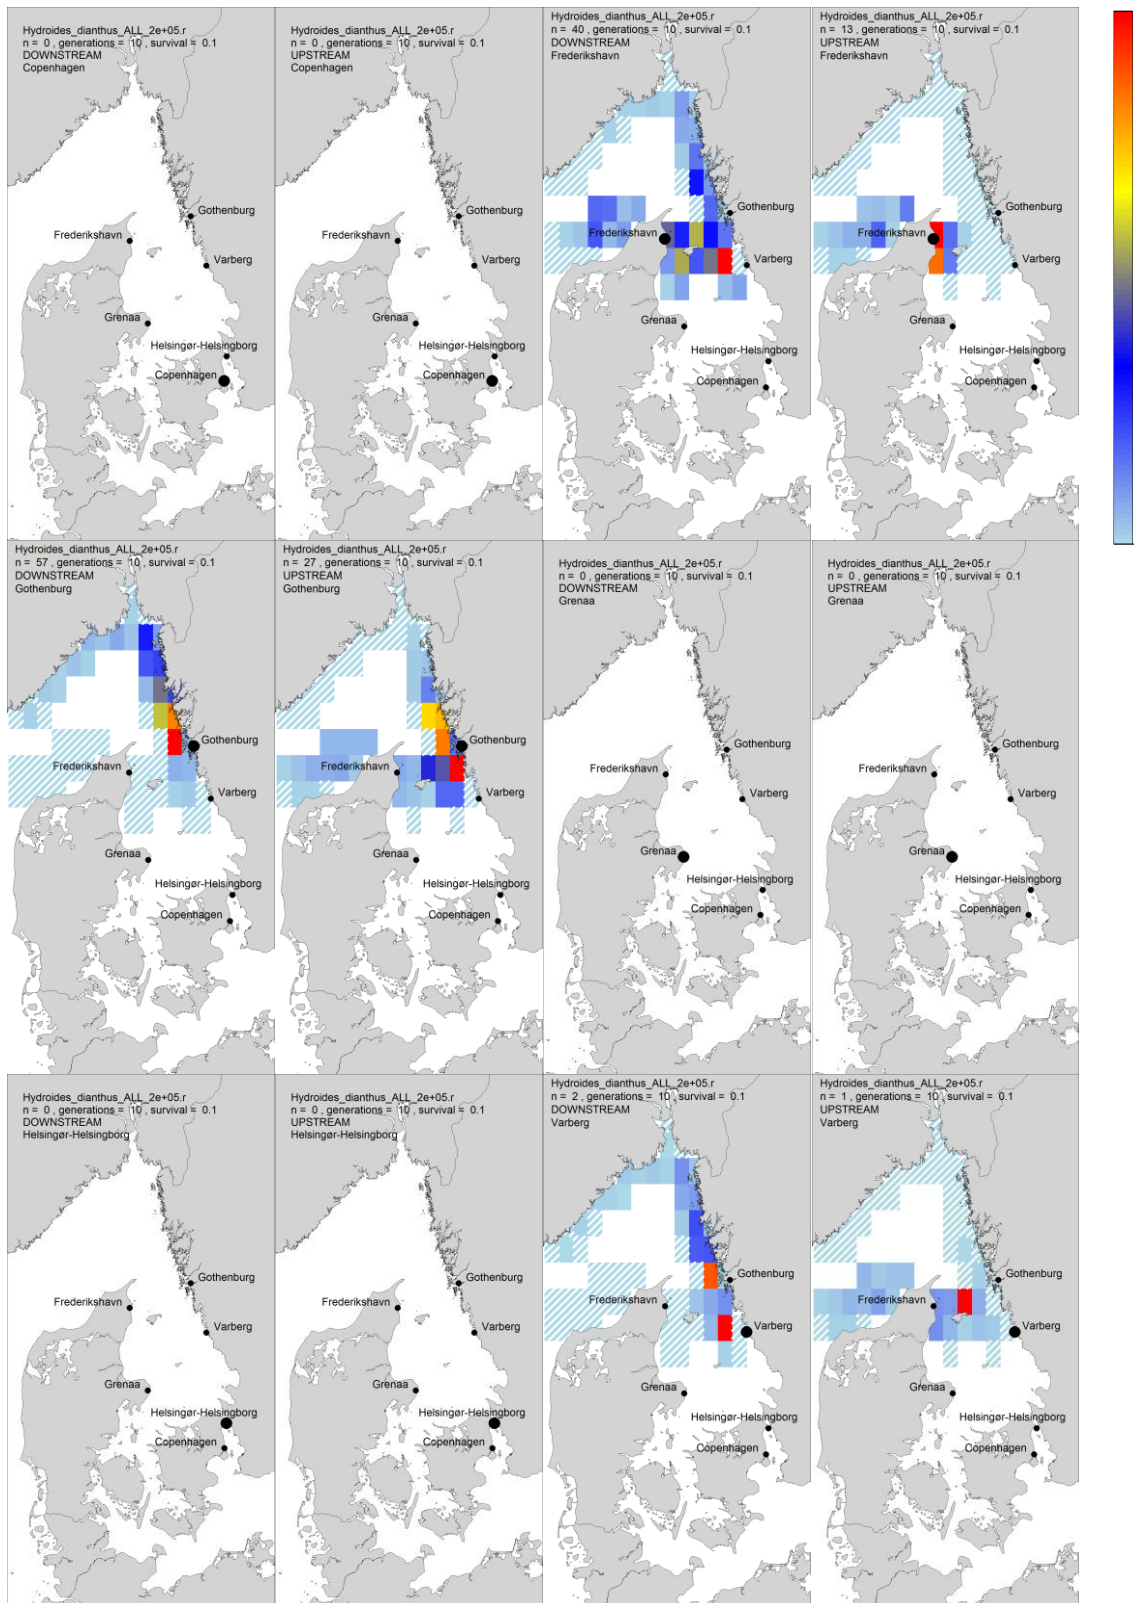 Hydroides_dianthus_ALL_2e+05.r
n = 0 , generations = 10 , survival = 0.1
DOWNSTREAM
Copenhagen
Gothenburg
Frederikshavn
Varberg
Grenaa
Helsingør-Helsingborg
Copenhagen
Hydroides_dianthus_ALL_2e+05.r
n = 0 , generations = 10 , survival = 0.1
UPSTREAM
Copenhagen
Gothenburg
Frederikshavn
Varberg
Grenaa
Helsingør-Helsingborg
Copenhagen
Hydroides_dianthus_ALL_2e+05.r
n = 40 , generations = 10 , survival = 0.1
DOWNSTREAM
Frederikshavn
Gothenburg
Frederikshavn
Varberg
Grenaa
Helsingør-Helsingborg
Copenhagen
Hydroides_dianthus_ALL_2e+05.r
n = 13 , generations = 10 , survival = 0.1
UPSTREAM
Frederikshavn
Gothenburg
Frederikshavn
Varberg
Grenaa
Helsingør-Helsingborg
Copenhagen
Hydroides_dianthus_ALL_2e+05.r
n = 57 , generations = 10 , survival = 0.1
DOWNSTREAM
Gothenburg
Gothenburg
Frederikshavn
Varberg
Grenaa
Helsingør-Helsingborg
Copenhagen
Hydroides_dianthus_ALL_2e+05.r
n = 27 , generations = 10 , survival = 0.1
UPSTREAM
Gothenburg
Gothenburg
Frederikshavn
Varberg
Grenaa
Helsingør-Helsingborg
Copenhagen
Hydroides_dianthus_ALL_2e+05.r
n = 0 , generations = 10 , survival = 0.1
DOWNSTREAM
Grenaa
Gothenburg
Frederikshavn
Varberg
Grenaa
Helsingør-Helsingborg
Copenhagen
Hydroides_dianthus_ALL_2e+05.r
n = 0 , generations = 10 , survival = 0.1
UPSTREAM
Grenaa
Gothenburg
Frederikshavn
Varberg
Grenaa
Helsingør-Helsingborg
Copenhagen
Hydroides_dianthus_ALL_2e+05.r
n = 0 , generations = 10 , survival = 0.1
DOWNSTREAM
Helsingør-Helsingborg
Gothenburg
Frederikshavn
Varberg
Grenaa
Helsingør-Helsingborg
Copenhagen
Hydroides_dianthus_ALL_2e+05.r
n = 0 , generations = 10 , survival = 0.1
UPSTREAM
Helsingør-Helsingborg
Gothenburg
Frederikshavn
Varberg
Grenaa
Helsingør-Helsingborg
Copenhagen
Hydroides_dianthus_ALL_2e+05.r
n = 2 , generations = 10 , survival = 0.1
DOWNSTREAM
Varberg
Gothenburg
Frederikshavn
Varberg
Grenaa
Helsingør-Helsingborg
Copenhagen
Hydroides_dianthus_ALL_2e+05.r
n = 1 , generations = 10 , survival = 0.1
UPSTREAM
Varberg
Gothenburg
Frederikshavn
Varberg
Grenaa
Helsingør-Helsingborg
Copenhagen